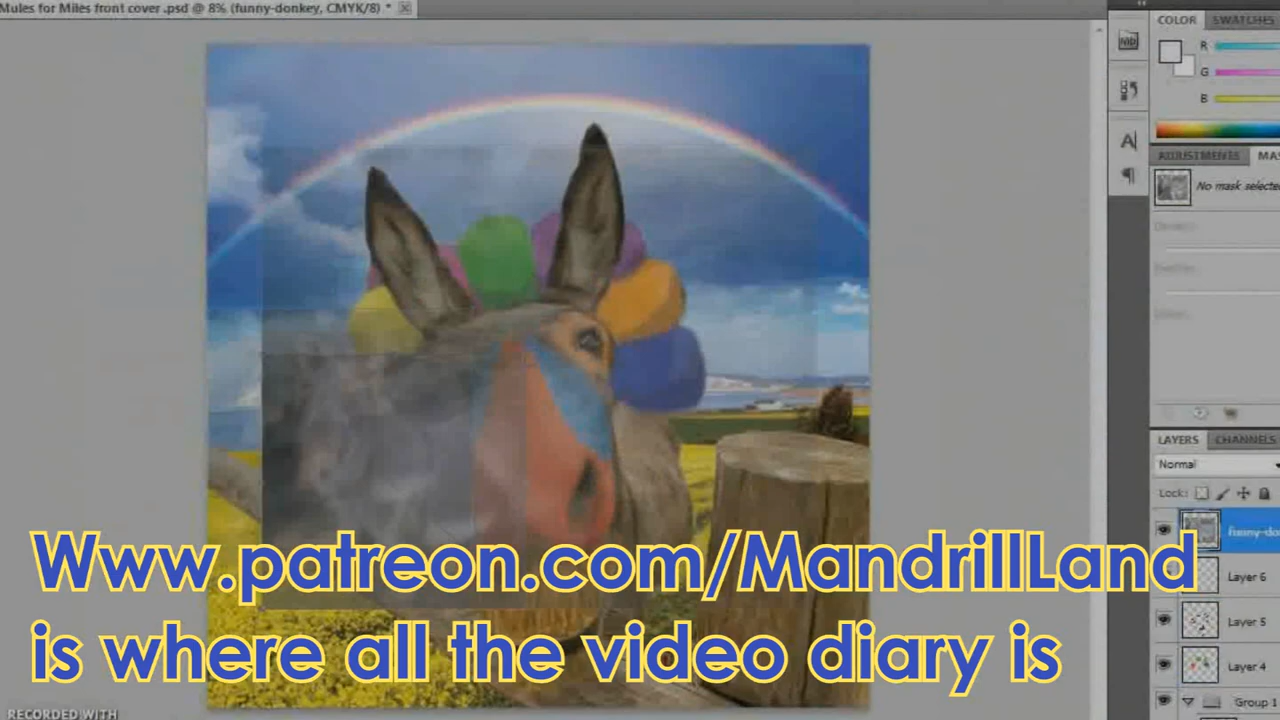 Mules for Miles front cover .psd @ 8% (funny-donkey, CMYK/8) *
COLOR SWATCHES
R
G
B
ADJUSTMENTS
No mask selected
LAYERS CHANNELS
Normal
Lock:
funny-do
Layer 6
Layer 5
Layer 4
Group 1
Www.patreon.com/MandrillLand
is where all the video diary is
RECORDED WITH